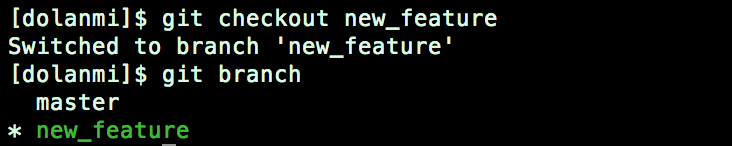 [dolanmi]$ git checkout new_feature
Switched to branch 'new_feature'
[dolanmi]$ git branch
  master
* new_feature